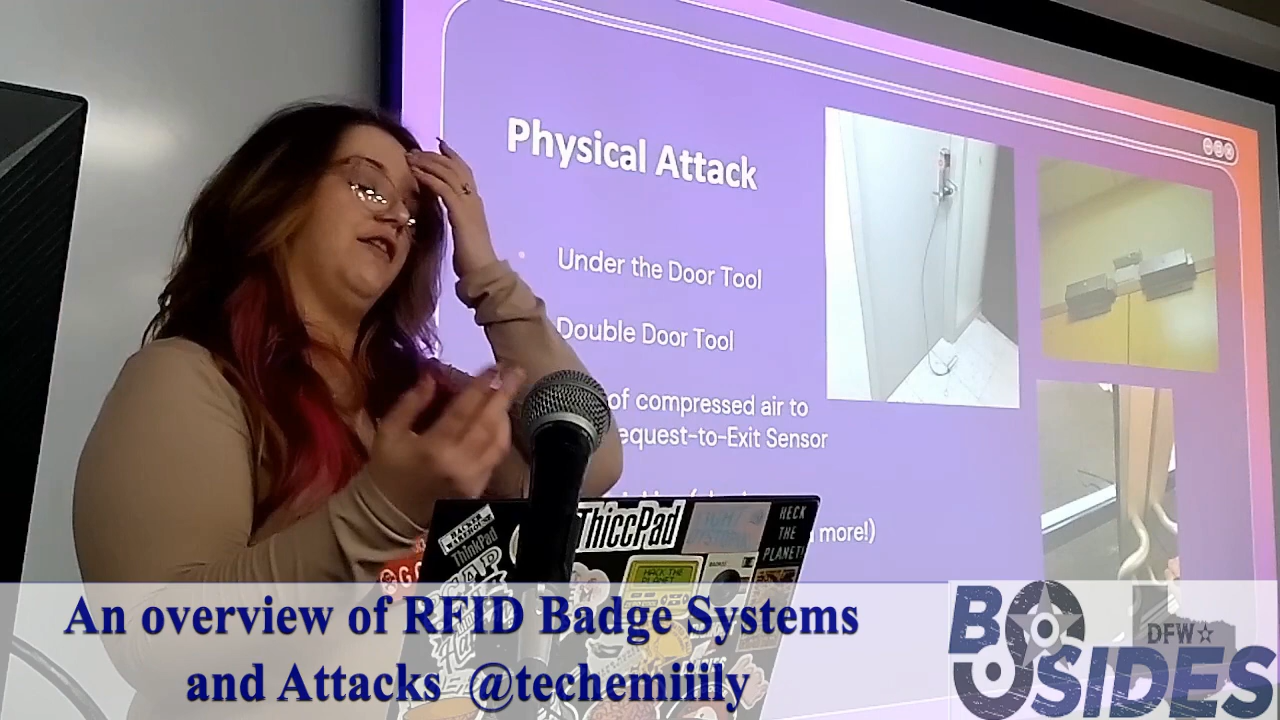 Physical Attack
Under the Door Tool
Double Door Tool
of compressed air to
equest-to-Exit Sensor
more!)
HECK
THE
PLANET!
ThiccPad
ThinkPad
HACK THE
PLANET
An overview of RFID Badge Systems
and Attacks @techemiiily
BSIDES
DFW